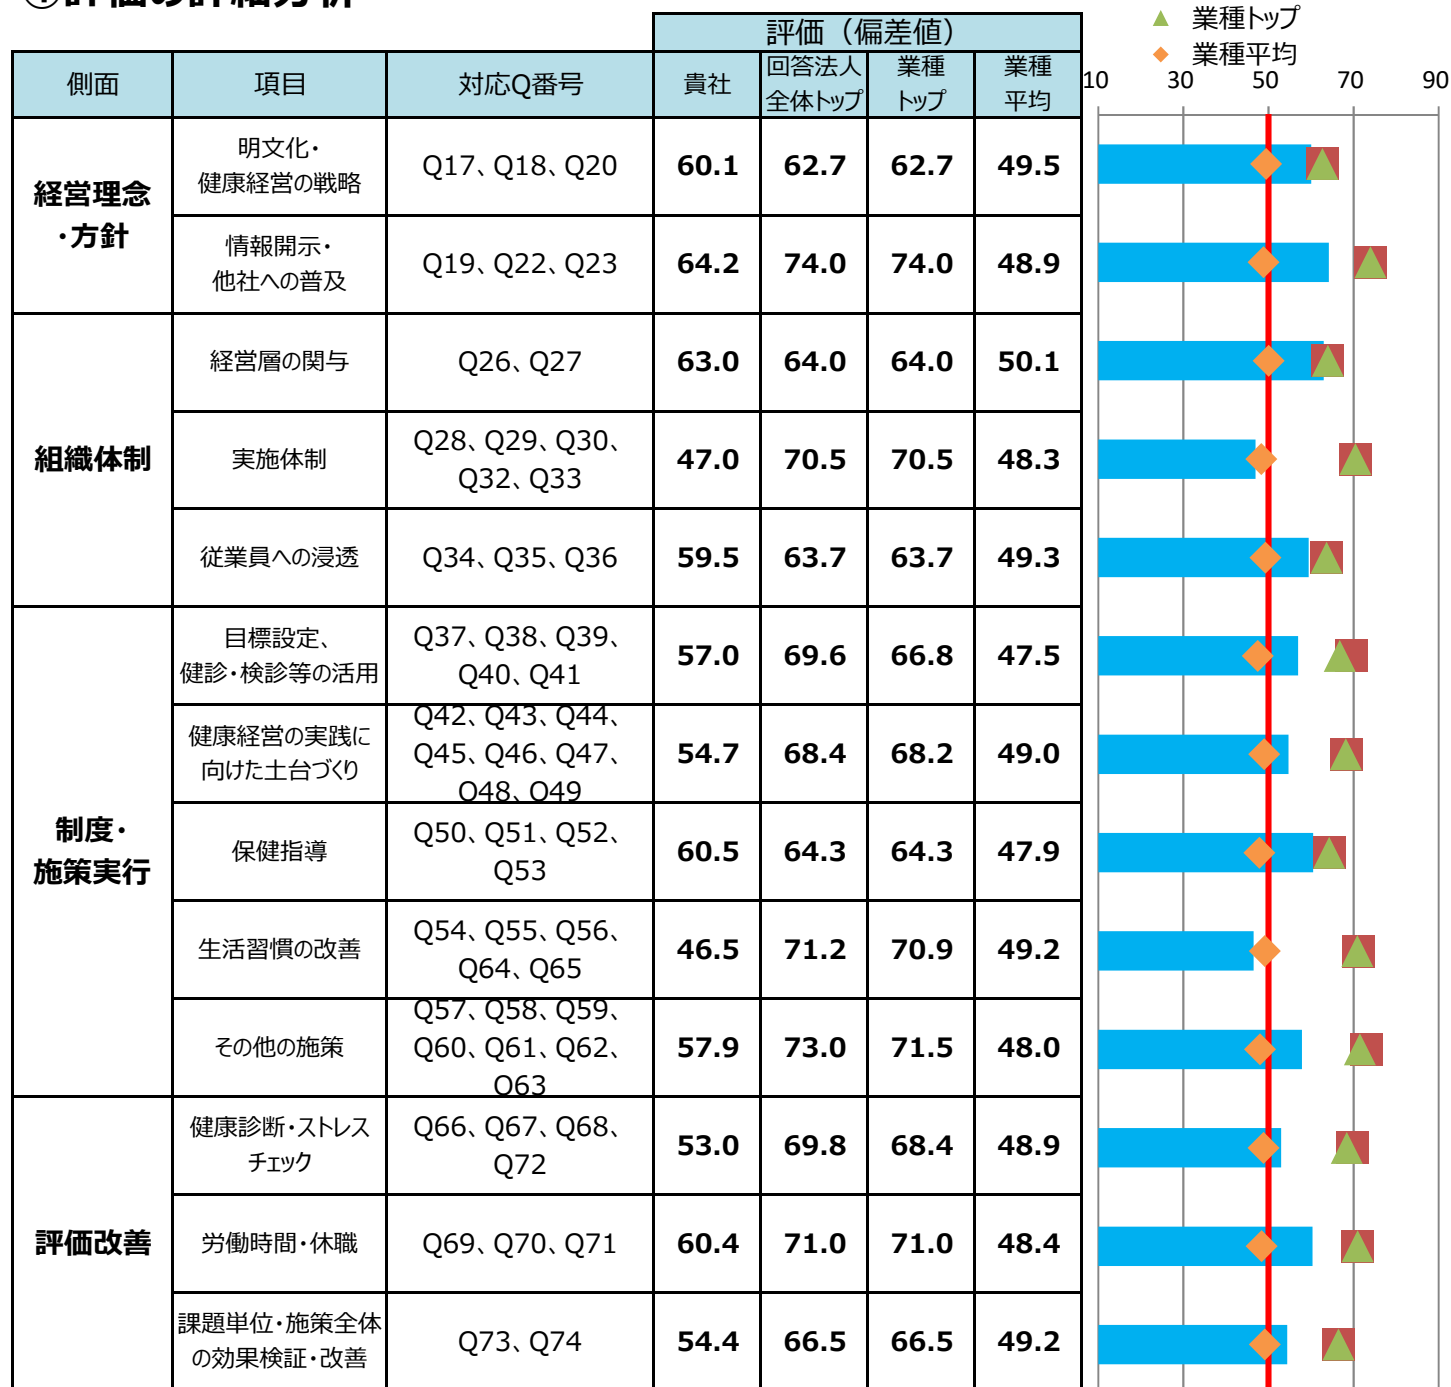 ①評価の詳細分析
▲ 業種トップ
◆ 業種平均
評価（偏差値）
側面 項目 対応Q番号 貴社 回答法人全体トップ 業種トップ 業種平均
10 30 50 70 90
経営理念・方針
明文化・健康経営の戦略 Q17、Q18、Q20 60.1 62.7 62.7 49.5
情報開示・他社への普及 Q19、Q22、Q23 64.2 74.0 74.0 48.9
組織体制
経営層の関与 Q26、Q27 63.0 64.0 64.0 50.1
実施体制 Q28、Q29、Q30、Q32、Q33 47.0 70.5 70.5 48.3
従業員への浸透 Q34、Q35、Q36 59.5 63.7 63.7 49.3
制度・施策実行
目標設定、健診・検診等の活用 Q37、Q38、Q39、Q40、Q41 57.0 69.6 66.8 47.5
健康経営の実践に向けた土台づくり Q42、Q43、Q44、Q45、Q46、Q47、Q48、Q49 54.7 68.4 68.2 49.0
保健指導 Q50、Q51、Q52、Q53 60.5 64.3 64.3 47.9
生活習慣の改善 Q54、Q55、Q56、Q64、Q65 46.5 71.2 70.9 49.2
その他の施策 Q57、Q58、Q59、Q60、Q61、Q62、Q63 57.9 73.0 71.5 48.0
評価改善
健康診断・ストレスチェック Q66、Q67、Q68、Q72 53.0 69.8 68.4 48.9
労働時間・休職 Q69、Q70、Q71 60.4 71.0 71.0 48.4
課題単位・施策全体の効果検証・改善 Q73、Q74 54.4 66.5 66.5 49.2